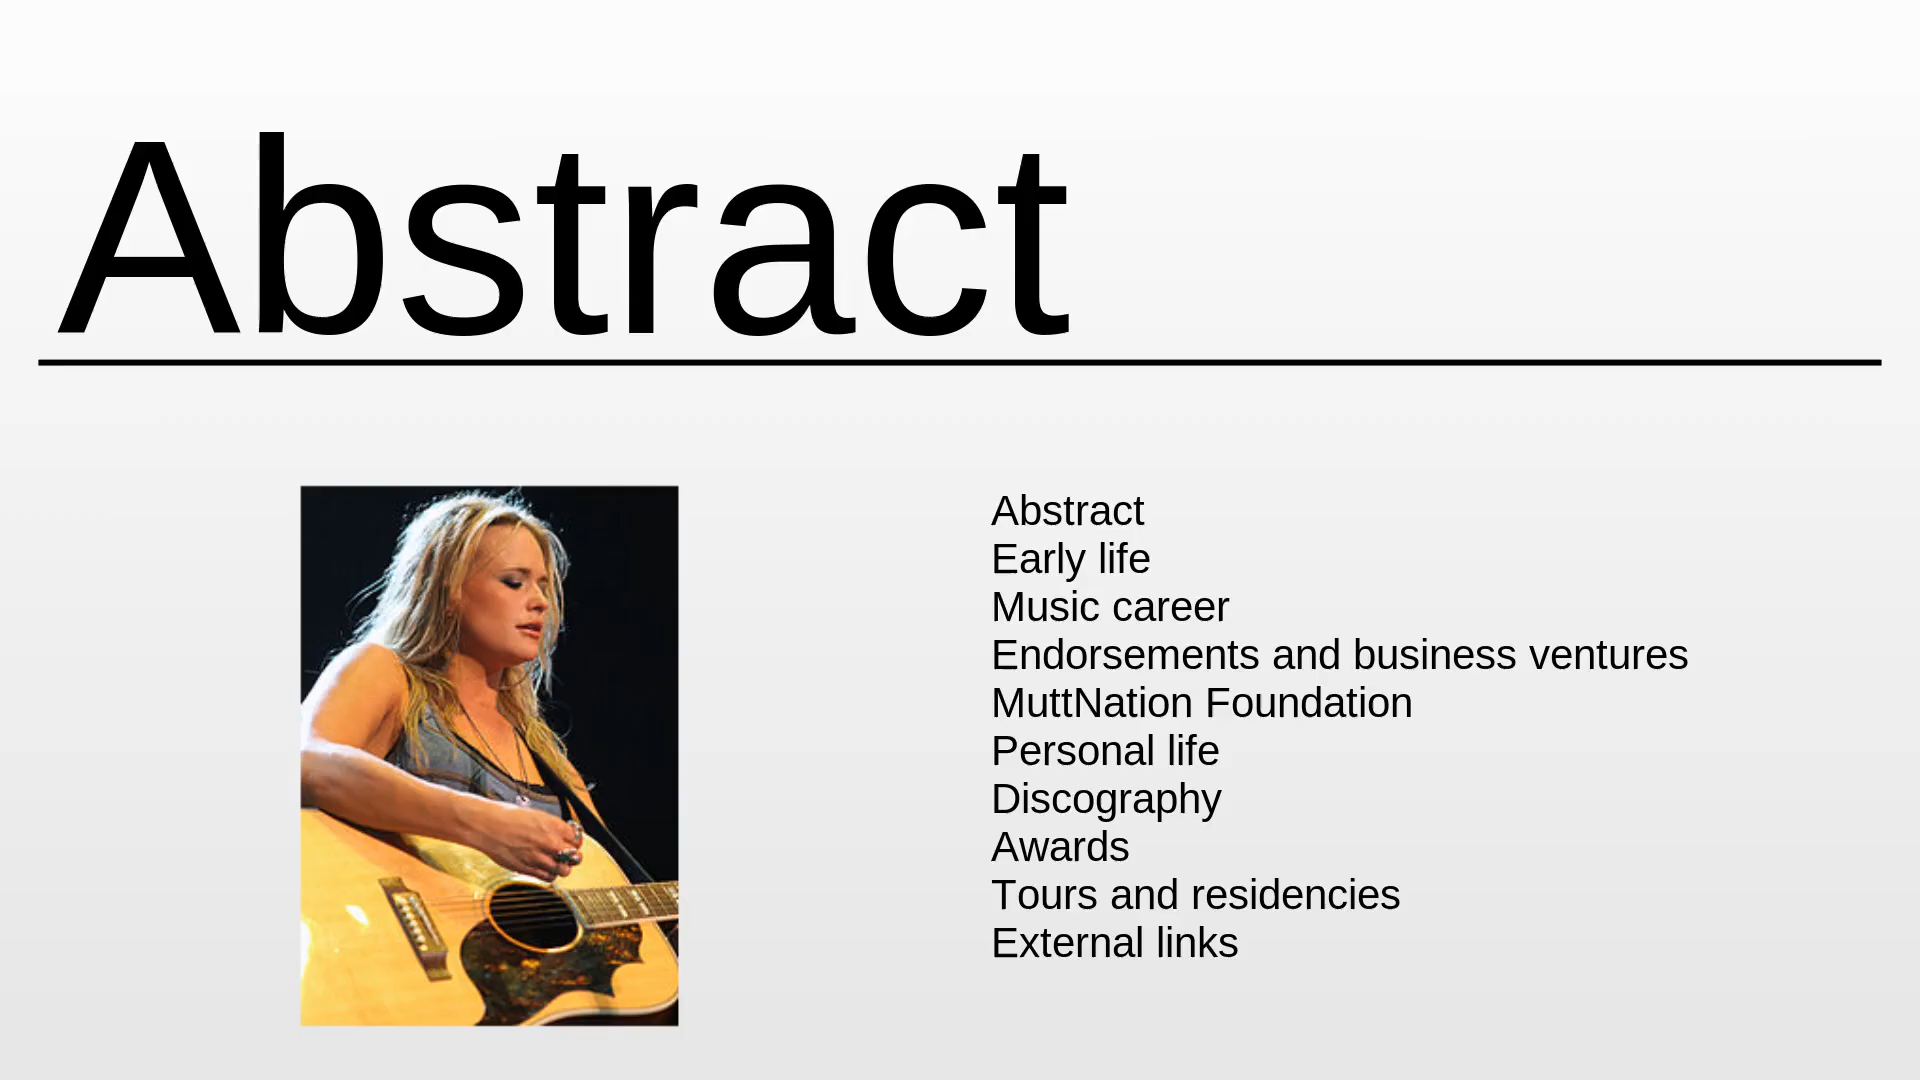 Abstract
Abstract
Early life
Music career
Endorsements and business ventures
MuttNation Foundation
Personal life
Discography
Awards
Tours and residencies
External links